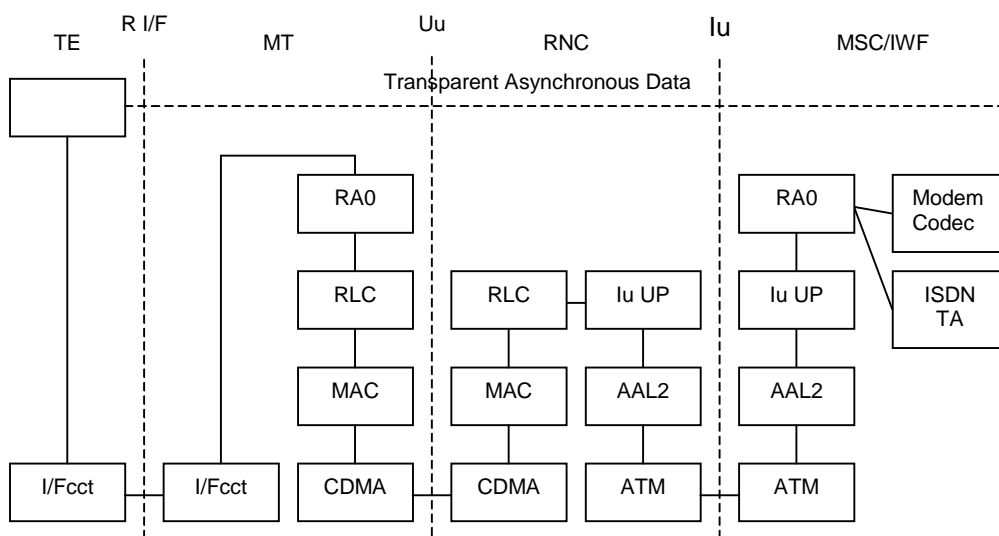 R I/F Uu Iu
TE MT RNC MSC/IWF
Transparent Asynchronous Data
RA0 RA0 Modem
Codec
RLC RLC Iu UP Iu UP ISDN
TA
MAC MAC AAL2 AAL2
I/Fcct I/Fcct CDMA CDMA ATM ATM